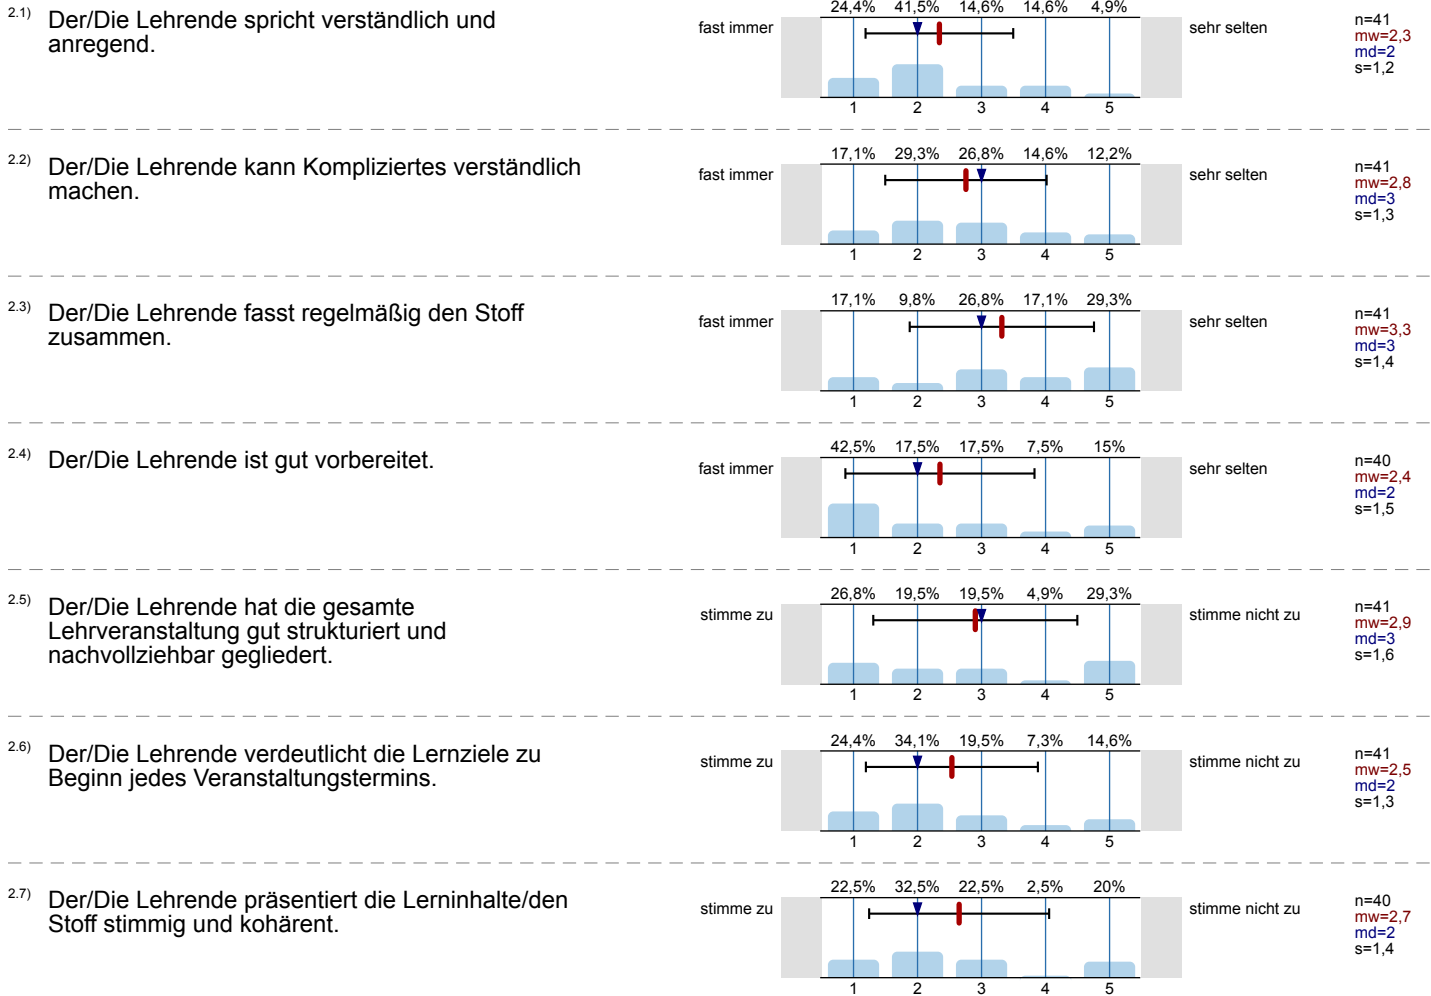 2.1) Der/Die Lehrende spricht verständlich und
anregend.
fast immer
24,4% 41,5% 14,6% 14,6% 4,9%
1 2 3 4 5
sehr selten
n=41
mw=2,3
md=2
s=1,2
2.2) Der/Die Lehrende kann Kompliziertes verständlich
machen.
fast immer
17,1% 29,3% 26,8% 14,6% 12,2%
1 2 3 4 5
sehr selten
n=41
mw=2,8
md=3
s=1,3
2.3) Der/Die Lehrende fasst regelmäßig den Stoff
zusammen.
fast immer
17,1% 9,8% 26,8% 17,1% 29,3%
1 2 3 4 5
sehr selten
n=41
mw=3,3
md=3
s=1,4
2.4) Der/Die Lehrende ist gut vorbereitet.
fast immer
42,5% 17,5% 17,5% 7,5% 15%
1 2 3 4 5
sehr selten
n=40
mw=2,4
md=2
s=1,5
2.5) Der/Die Lehrende hat die gesamte
Lehrveranstaltung gut strukturiert und
nachvollziehbar gegliedert.
stimme zu
26,8% 19,5% 19,5% 4,9% 29,3%
1 2 3 4 5
stimme nicht zu
n=41
mw=2,9
md=3
s=1,6
2.6) Der/Die Lehrende verdeutlicht die Lernziele zu
Beginn jedes Veranstaltungstermins.
stimme zu
24,4% 34,1% 19,5% 7,3% 14,6%
1 2 3 4 5
stimme nicht zu
n=41
mw=2,5
md=2
s=1,3
2.7) Der/Die Lehrende präsentiert die Lerninhalte/den
Stoff stimmig und kohärent.
stimme zu
22,5% 32,5% 22,5% 2,5% 20%
1 2 3 4 5
stimme nicht zu
n=40
mw=2,7
md=2
s=1,4